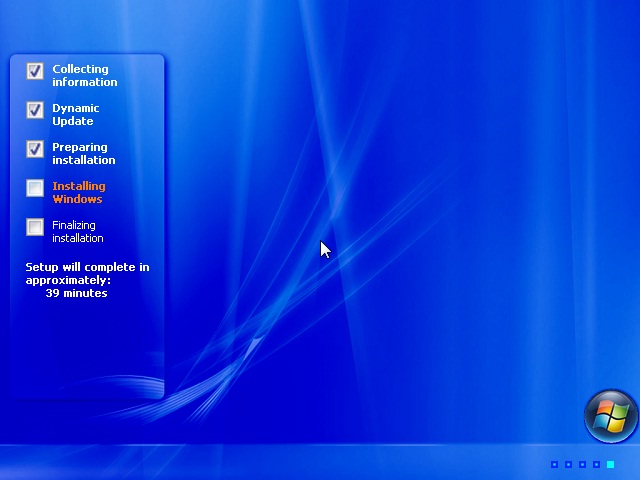 Collecting
information
Dynamic
Update
Preparing
installation
Installing
Windows
Finalizing
installation
Setup will complete in
approximately:
39 minutes